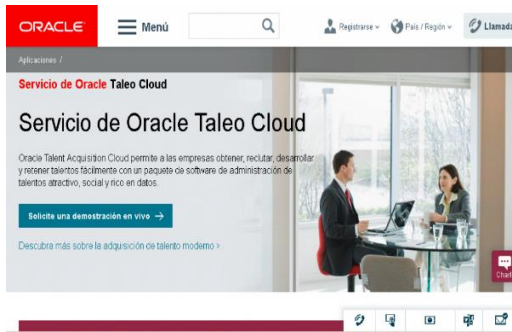 ORACLE
Menú
Registrarse
País / Región
Llamada
Aplicaciones /
Servicio de Oracle Taleo Cloud
Servicio de Oracle Taleo Cloud
Oracle Talent Acquisition Cloud permite a las empresas obtener, reclutar, desarrollar
y retener talentos fácilmente con un paquete de software de administración de
talentos atractivo, social y rico en datos.
Solicite una demostración en vivo →
Descubra más sobre la adquisición de talento moderno >